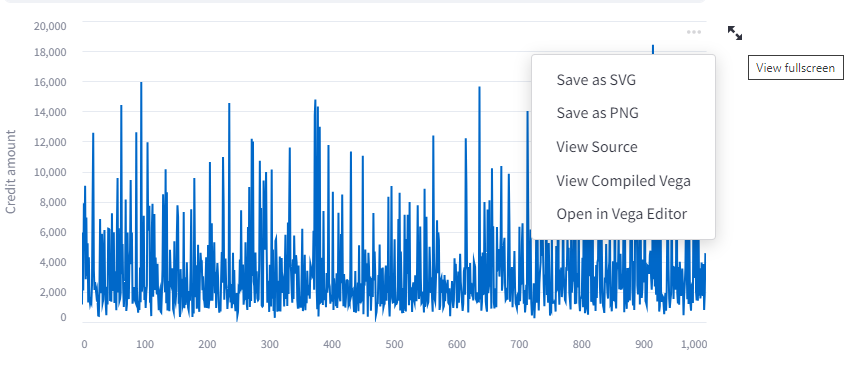 20,000
18,000
16,000
14,000
12,000
10,000
8,000
6,000
4,000
2,000
0
Credit amount
0 100 200 300 400 500 600 700 800 900 1,000
Save as SVG
Save as PNG
View Source
View Compiled Vega
Open in Vega Editor
View fullscreen